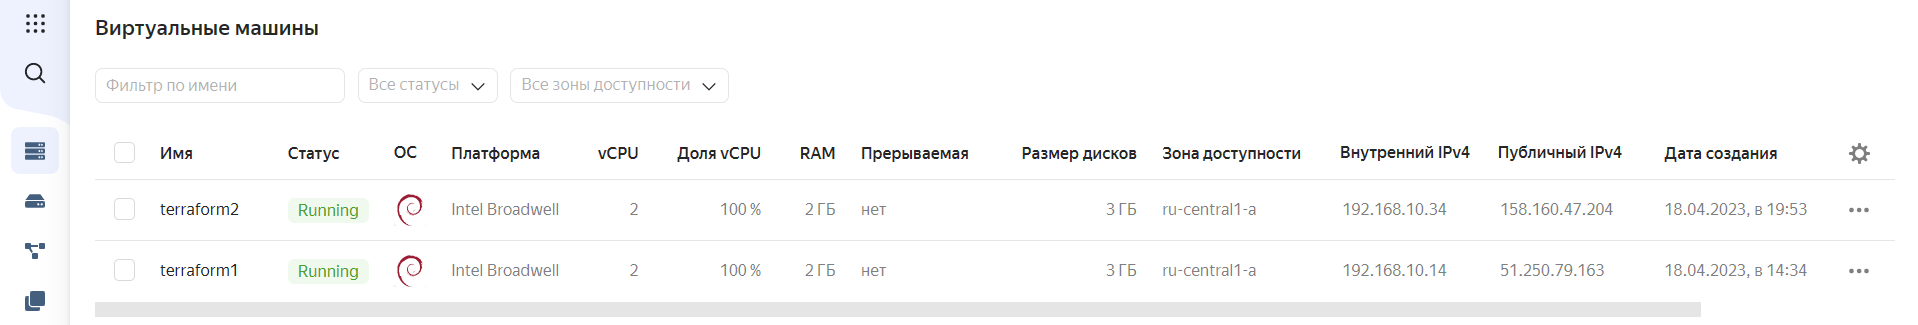 Виртуальные машины
Фильтр по имени Все статусы Все зоны доступности
Имя Статус ОС Платформа vCPU Доля vCPU RAM Прерываемая Размер дисков Зона доступности Внутренний IPv4 Публичный IPv4 Дата создания
terraform2 Running Intel Broadwell 2 100 % 2 ГБ нет 3 ГБ ru-central1-a 192.168.10.34 158.160.47.204 18.04.2023, в 19:53
terraform1 Running Intel Broadwell 2 100 % 2 ГБ нет 3 ГБ ru-central1-a 192.168.10.14 51.250.79.163 18.04.2023, в 14:34